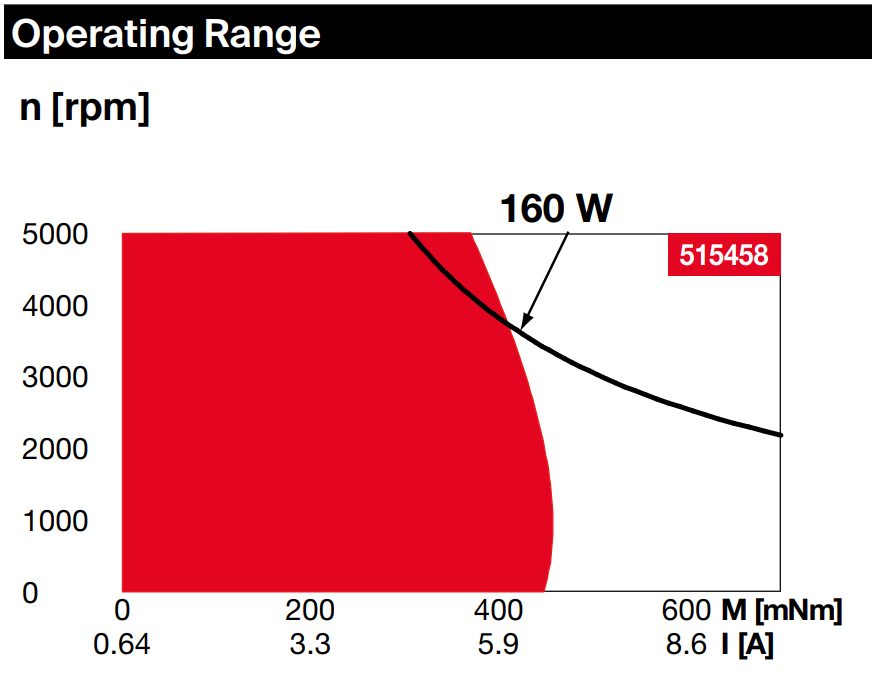 Operating Range
n [rpm]
160 W
5000
515458
4000
3000
2000
1000
0
0 200 400 600 M [mNm]
0.64 3.3 5.9 8.6 I [A]